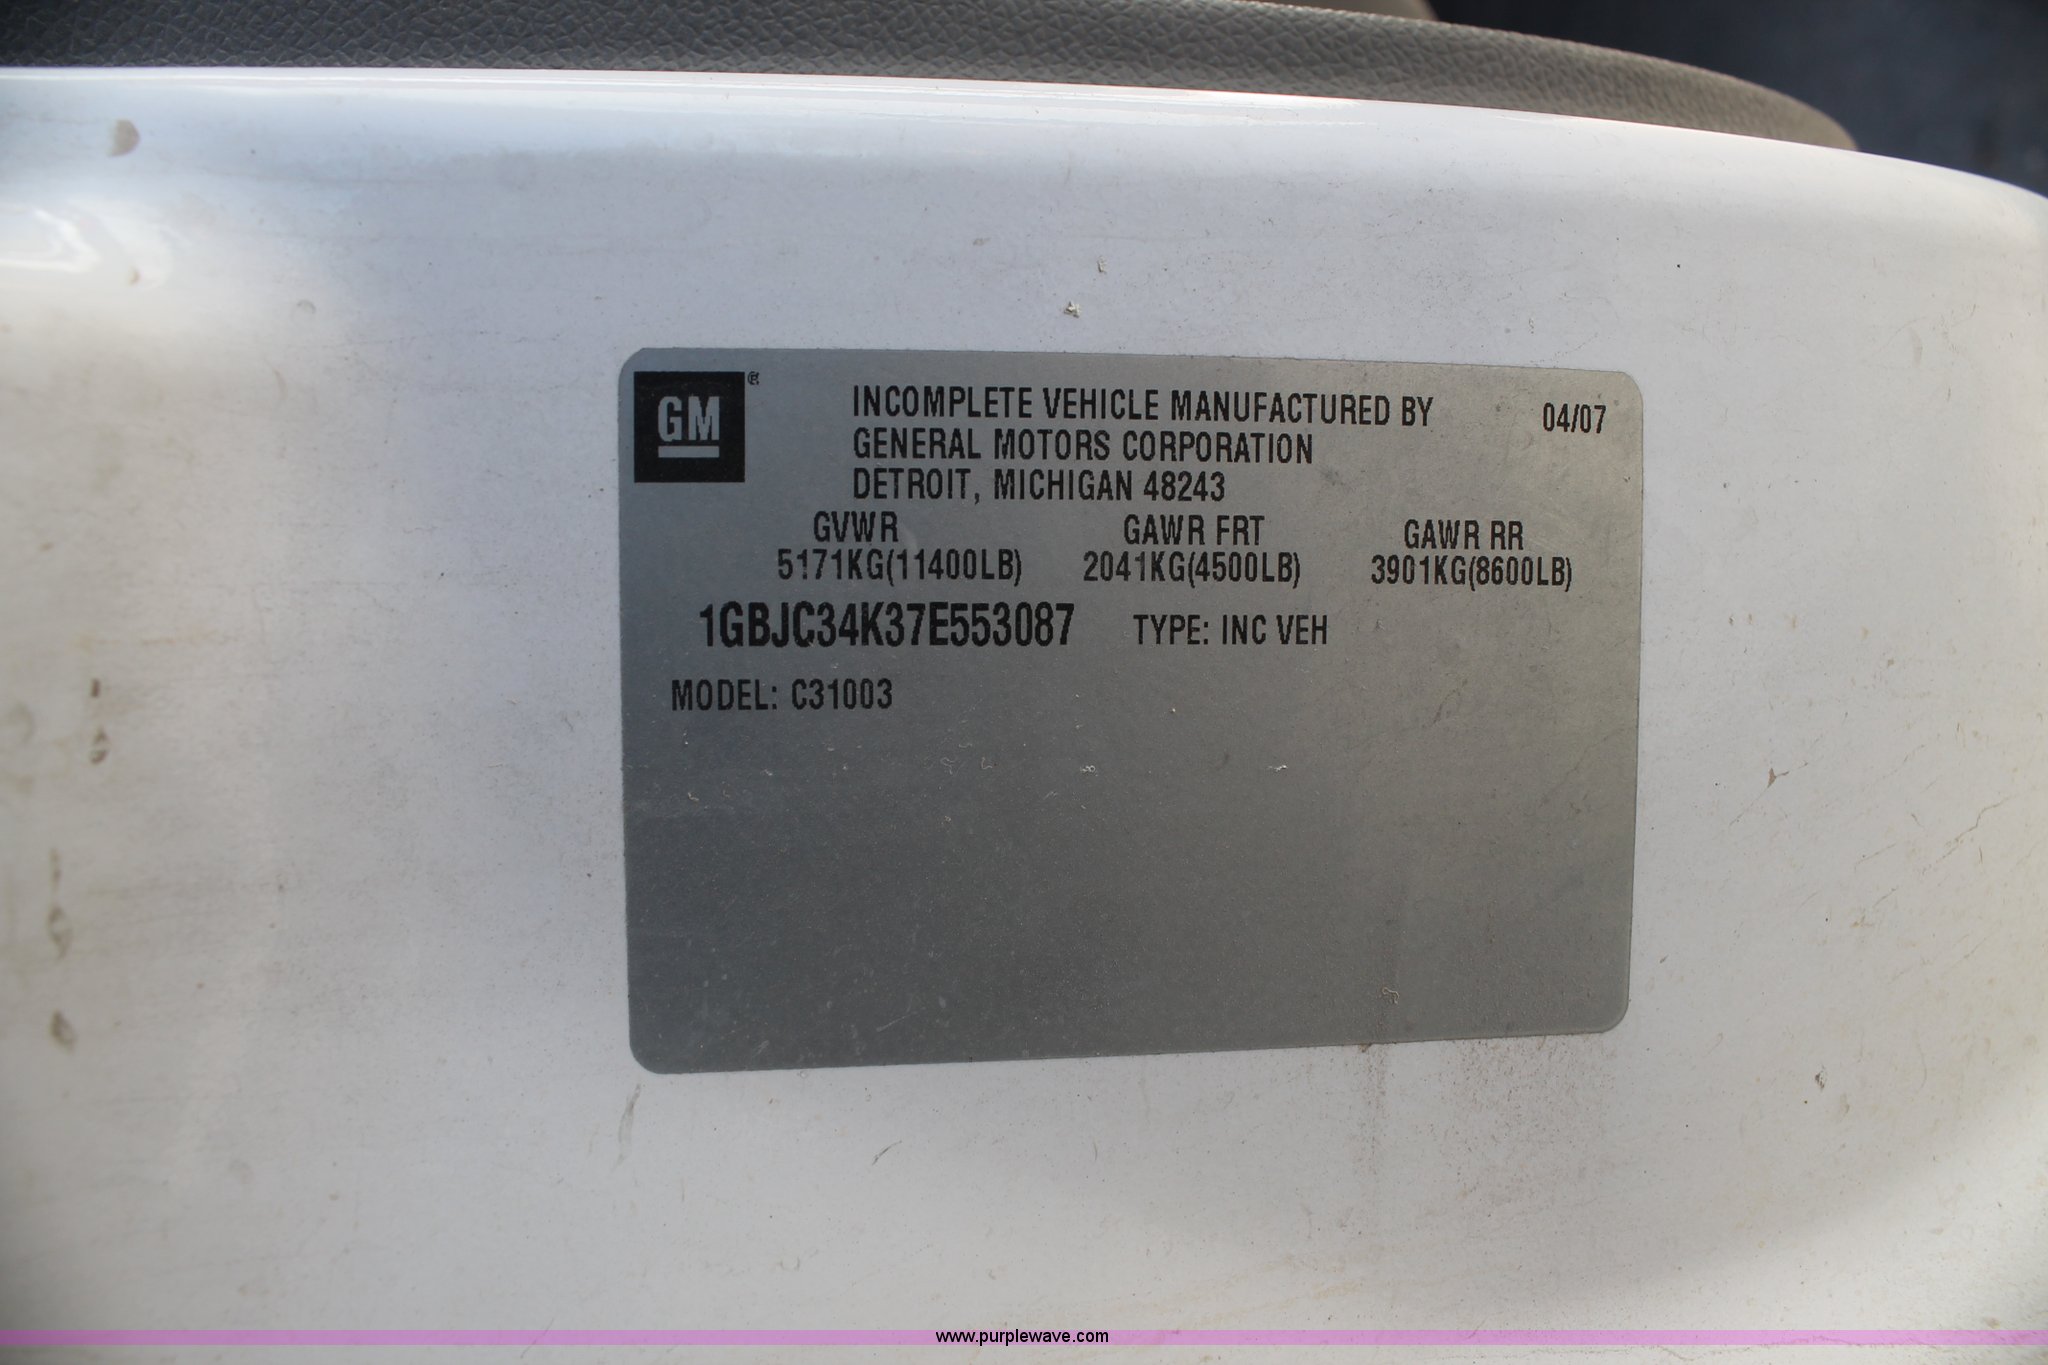 GM ®
INCOMPLETE VEHICLE MANUFACTURED BY 04/07
GENERAL MOTORS CORPORATION
DETROIT, MICHIGAN 48243
GVWR GAWR FRT GAWR RR
5171KG(11400LB) 2041KG(4500LB) 3901KG(8600LB)
1GBJC34K37E553087 TYPE: INC VEH
MODEL: C31003
www.purplewave.com